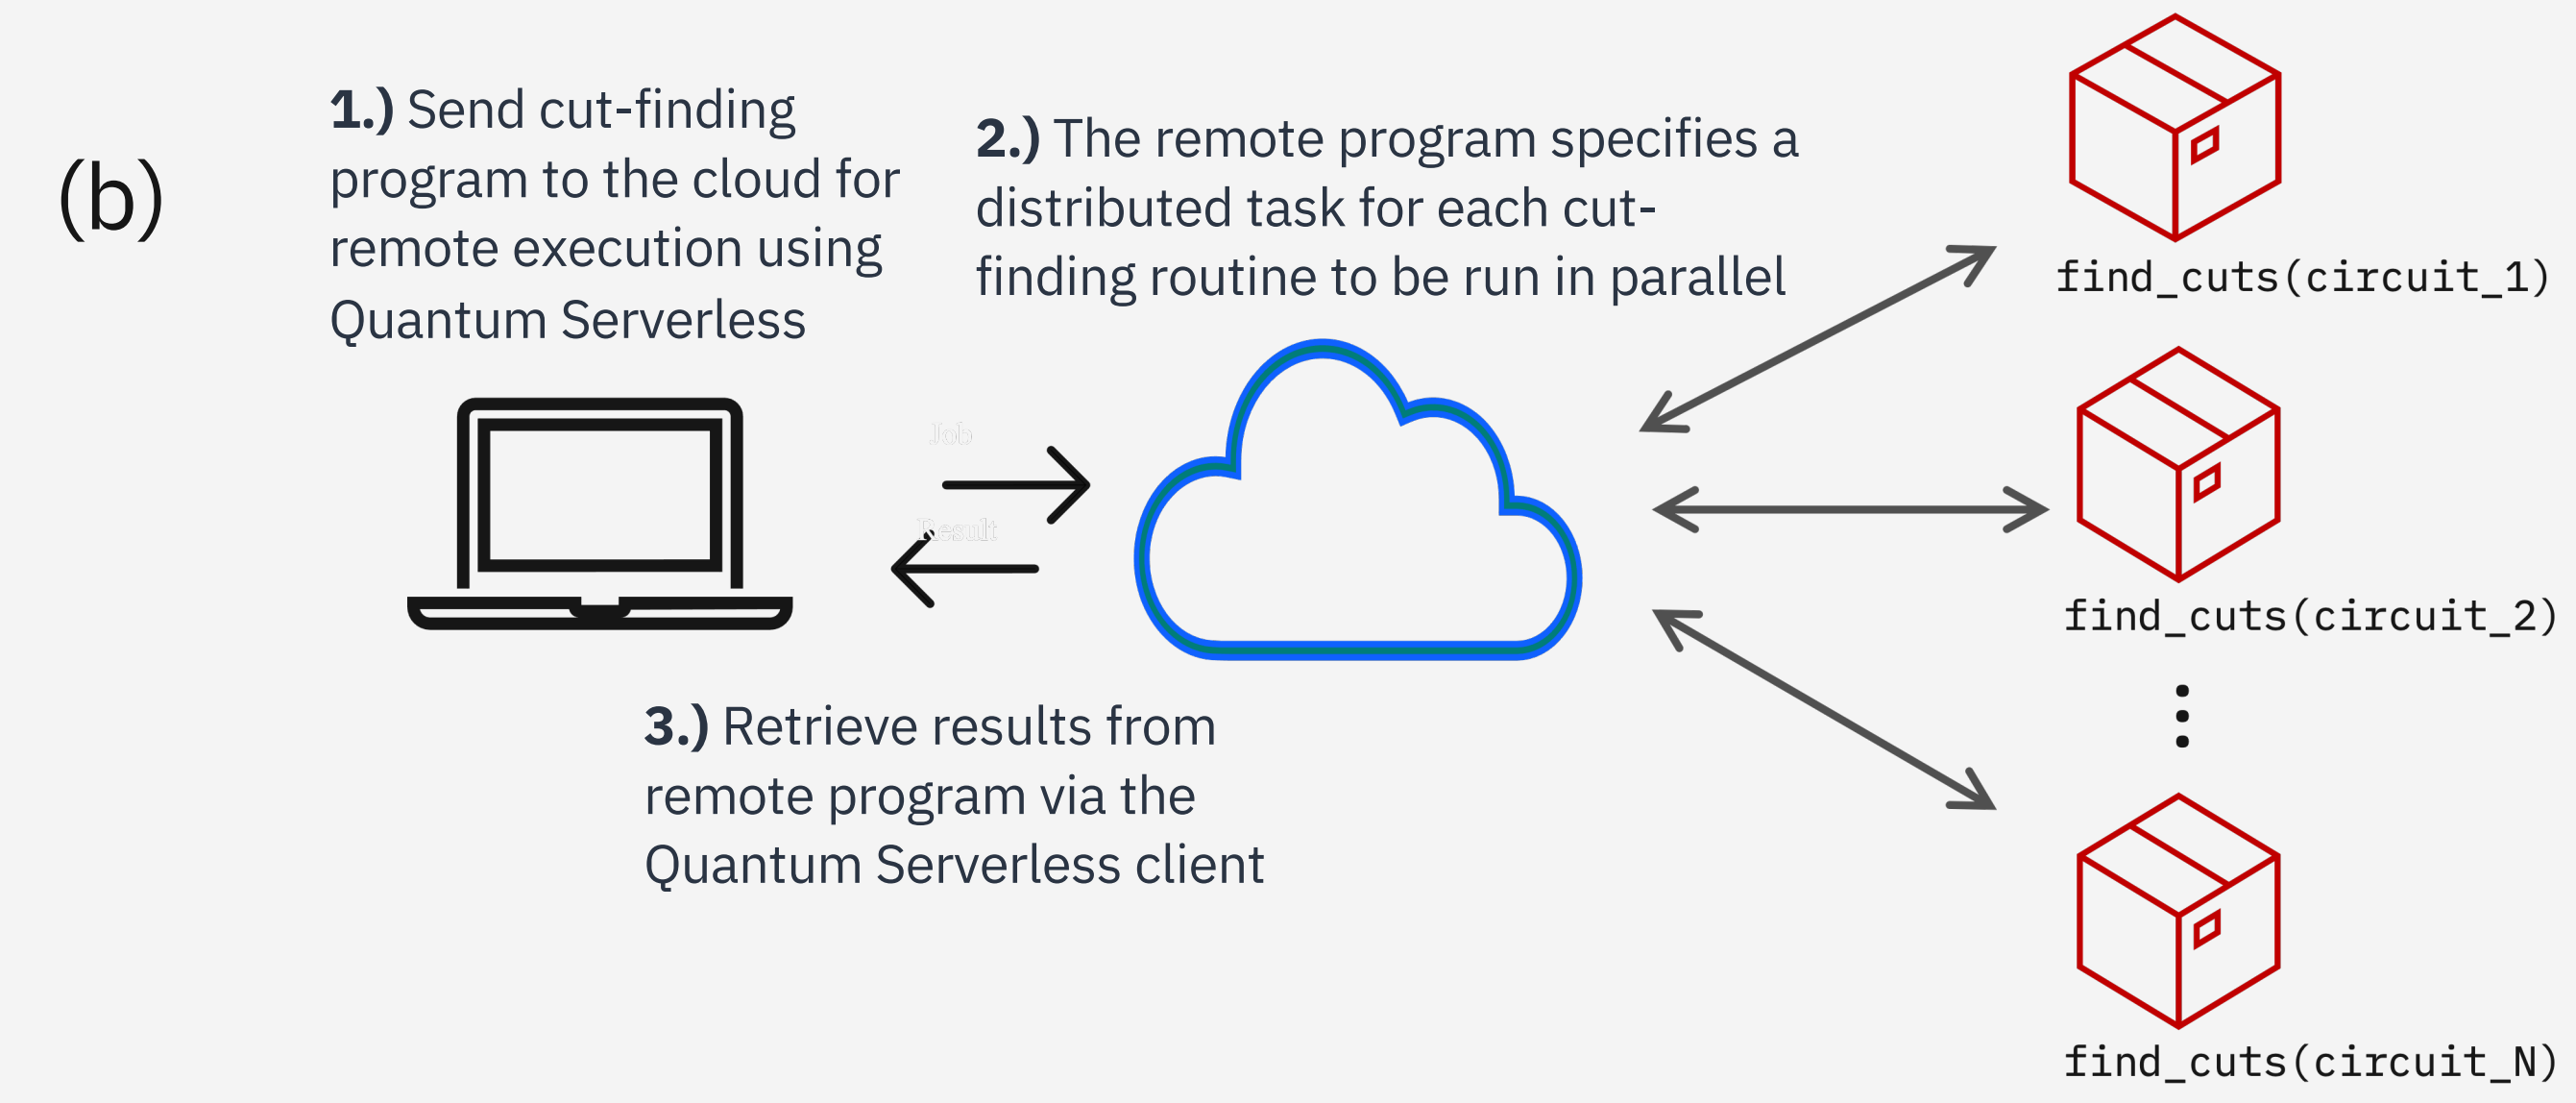 (b)
1.) Send cut-finding
program to the cloud for
remote execution using
Quantum Serverless
2.) The remote program specifies a
distributed task for each cut-
finding routine to be run in parallel
Job
Result
3.) Retrieve results from
remote program via the
Quantum Serverless client
find_cuts(circuit_1)
find_cuts(circuit_2)
find_cuts(circuit_N)